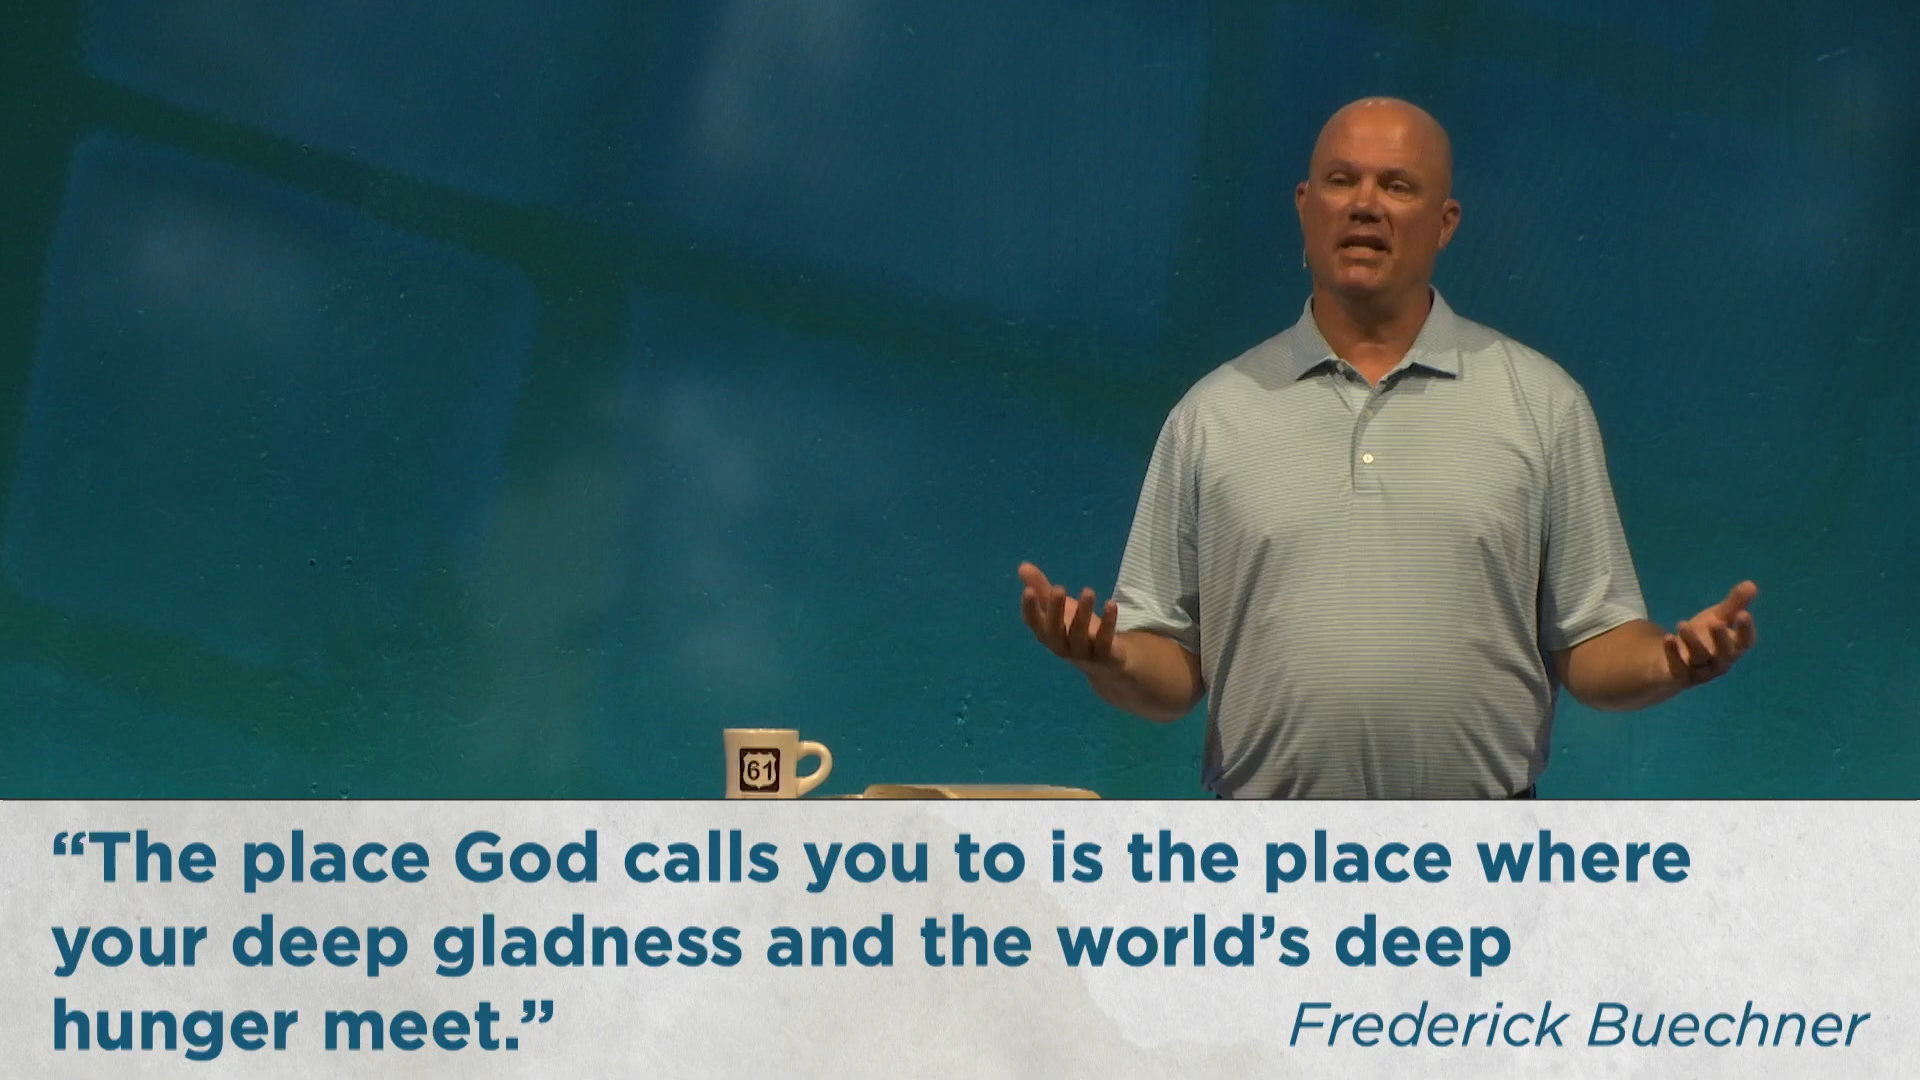 61
“The place God calls you to is the place where
your deep gladness and the world’s deep
hunger meet.”
Frederick Buechner